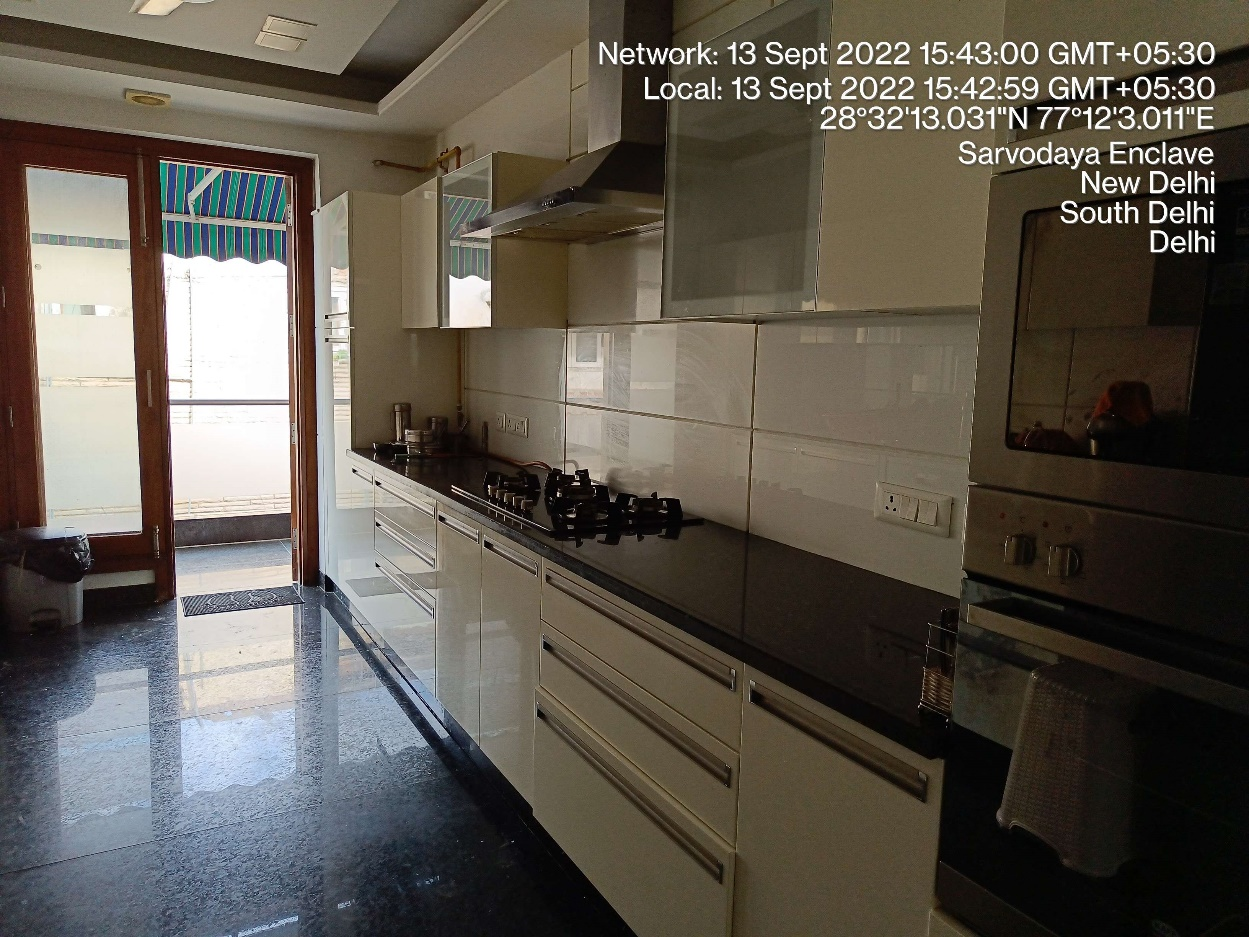 Network: 13 Sept 2022 15:43:00 GMT+05:30
Local: 13 Sept 2022 15:42:59 GMT+05:30
28°32'13.031"N 77°12'3.011"E
Sarvodaya Enclave
New Delhi
South Delhi
Delhi